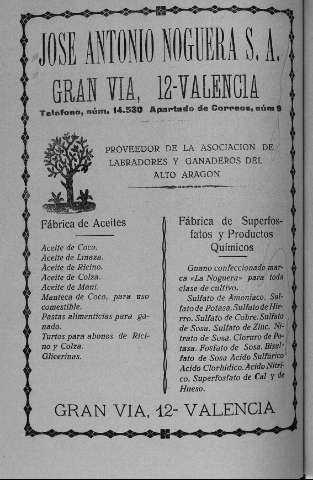 JOSE ANTONIO NOGUERA S. A.
GRAN VIA, 12-VALENCIA
Teléfono, núm. 14.530 Apartado de Correos, núm 9
PROVEEDOR DE LA ASOCIACION DE
LABRADORES Y GANADEROS DEL
ALTO ARAGON
Fábrica de Aceites
Aceite de Coco.
Aceite de Linaza.
Aceite de Ricino.
Aceite de Colza.
Aceite de Maní.
Manteca de Coco, para uso
comestible.
Pastas alimenticias para ga-
nado.
Turtos para abonos de Rici-
no y Colza.
Glicerinas.
Fábrica de Superfos-
fatos y Productos
Químicos
Guano confeccionado mar-
ca «La Noguera» para toda
clase de cultivo.
Sulfato de Amoniaco. Sul-
fato de Potasa. Sulfato de Hie-
rro. Sulfato de Cobre. Sulfato
de Sosa. Sulfato de Zinc. Ni-
trato de Sosa. Cloruro de Po-
tasa. Fosfato de Sosa. Bisul-
fato de Sosa Acido Sulfúrico
Acido Clorhídico. Acido Nítri-
co. Superfosfato de Cal y de
Hueso.
GRAN VIA, 12- VALENCIA